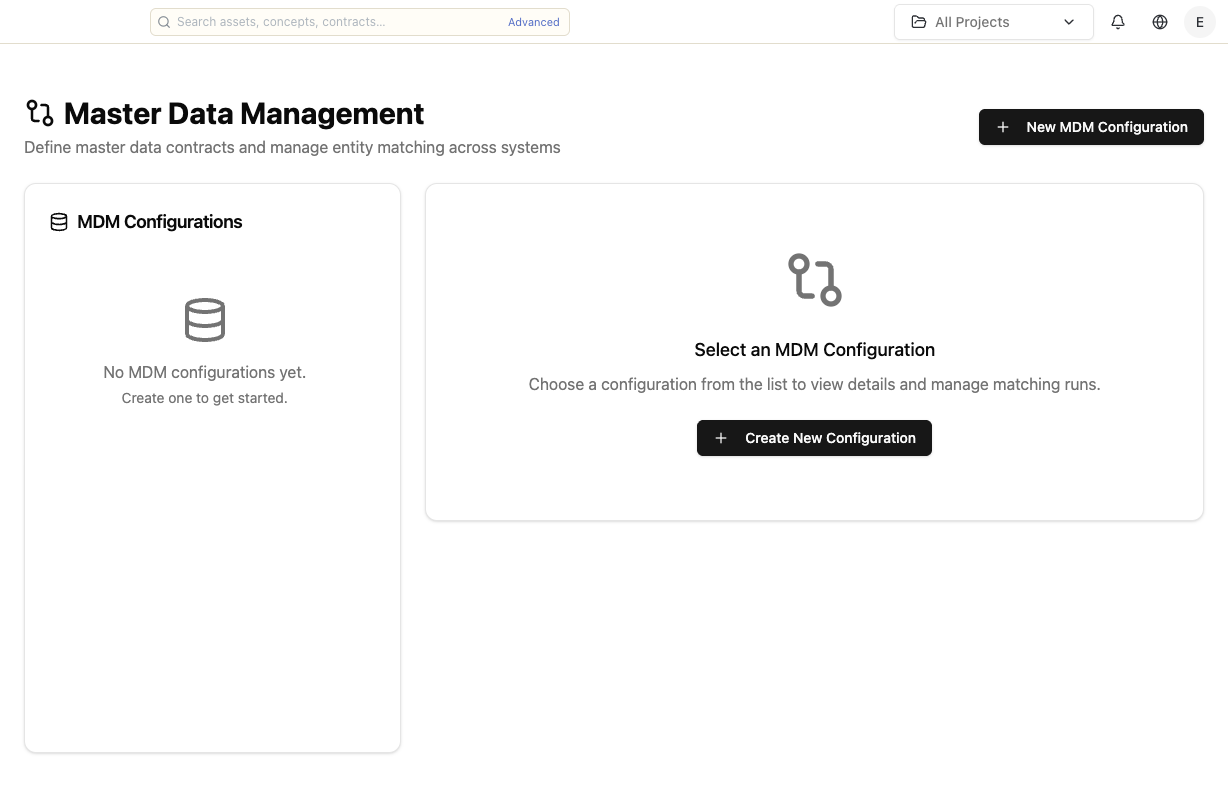 Search assets, concepts, contracts...
Advanced
All Projects
E
Master Data Management
Define master data contracts and manage entity matching across systems
New MDM Configuration
MDM Configurations
No MDM configurations yet.
Create one to get started.
Select an MDM Configuration
Choose a configuration from the list to view details and manage matching runs.
Create New Configuration